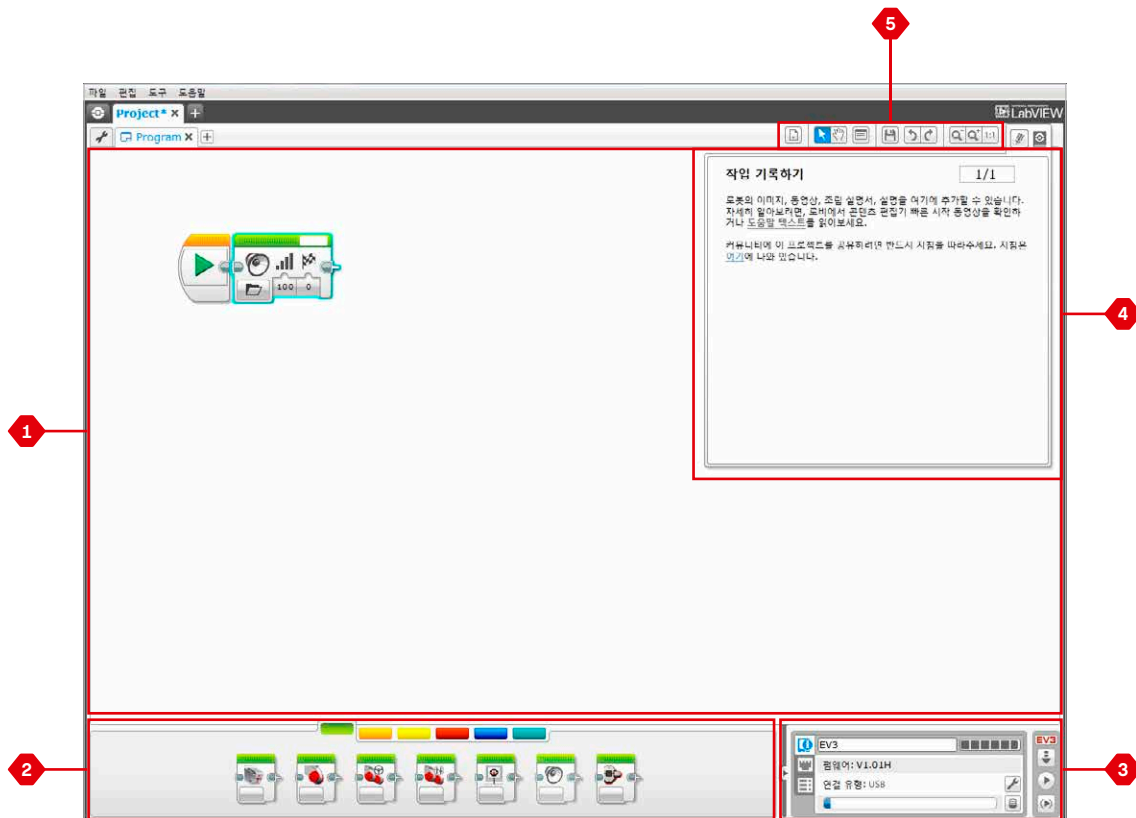 5
파일 편집 도구 도움말
Project* × +
LabVIEW
Program × +
1:1
작업 기록하기 1/1
로봇의 이미지, 동영상, 조립 설명서, 설명을 여기에 추가할 수 있습니다.
자세히 알아보려면, 로비에서 콘텐츠 편집기 빠른 시작 동영상을 확인하
거나 도움말 텍스트를 읽어보세요.
커뮤니티에 이 프로젝트를 공유하려면 반드시 지침을 따라주세요. 지침은
여기에 나와 있습니다.
100 0
4
1
2
EV3
EV3
펌웨어: V1.01H
연결 유형: USB
3